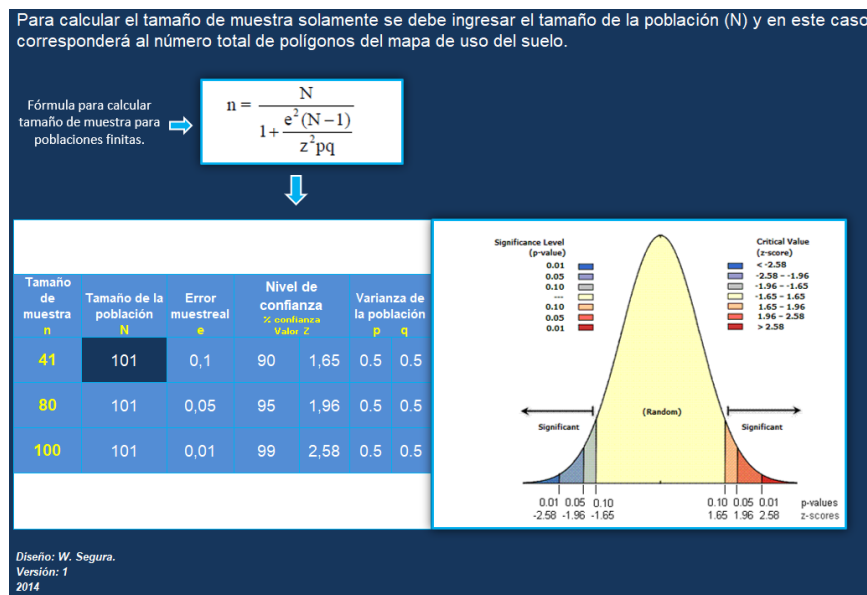 Para calcular el tamaño de muestra solamente se debe ingresar el tamaño de la población (N) y en este caso
corresponderá al número total de polígonos del mapa de uso del suelo.
Fórmula para calcular
tamaño de muestra para
poblaciones finitas.
n = N / (1 + e²(N−1) / z²pq)
Tamaño de muestra n | Tamaño de la población N | Error muestreal e | Nivel de confianza % confianza Valor Z | Varianza de la población p q
41 101 0,1 90 1,65 0.5 0.5
80 101 0,05 95 1,96 0.5 0.5
100 101 0,01 99 2,58 0.5 0.5
Significance Level
(p-value)
0.01
0.05
0.10
---
0.10
0.05
0.01
Critical Value
(z-score)
< -2.58
-2.58 - -1.96
-1.96 - -1.65
-1.65 - 1.65
1.65 - 1.96
1.96 - 2.58
> 2.58
Significant
(Random)
Significant
0.01 0.05 0.10 0.10 0.05 0.01 p-values
-2.58 -1.96 -1.65 1.65 1.96 2.58 z-scores
Diseño: W. Segura.
Versión: 1
2014